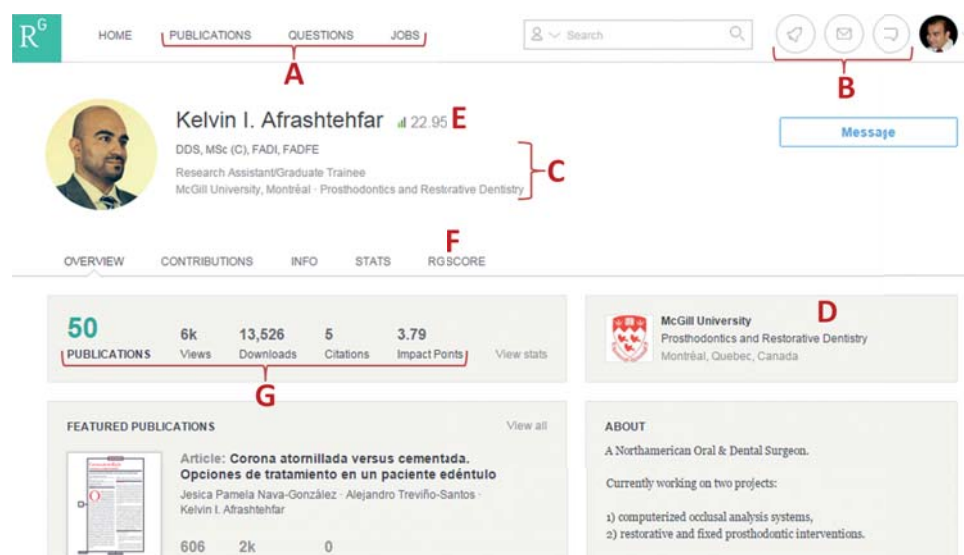 RG HOME PUBLICATIONS QUESTIONS JOBS Search
A
B
Kelvin I. Afrashtehfar 22.95 E
Message
DDS, MSc (C), FADI, FADFE
Research Assistant/Graduate Trainee
C
McGill University, Montréal · Prosthodontics and Restorative Dentistry
F
OVERVIEW CONTRIBUTIONS INFO STATS RGSCORE
50 6k 13,526 5 3.79
PUBLICATIONS Views Downloads Citations Impact Ponts View stats
G
D
McGill University
Prosthodontics and Restorative Dentistry
Montréal, Quebec, Canada
FEATURED PUBLICATIONS View all
Article: Corona atornillada versus cementada.
Opciones de tratamiento en un paciente edéntulo
Jesica Pamela Nava-González · Alejandro Treviño-Santos ·
Kelvin I. Afrashtehfar
606 2k 0
ABOUT
A Northamerican Oral & Dental Surgeon.
Currently working on two projects:
1) computerized occlusal analysis systems,
2) restorative and fixed prosthodontic interventions.